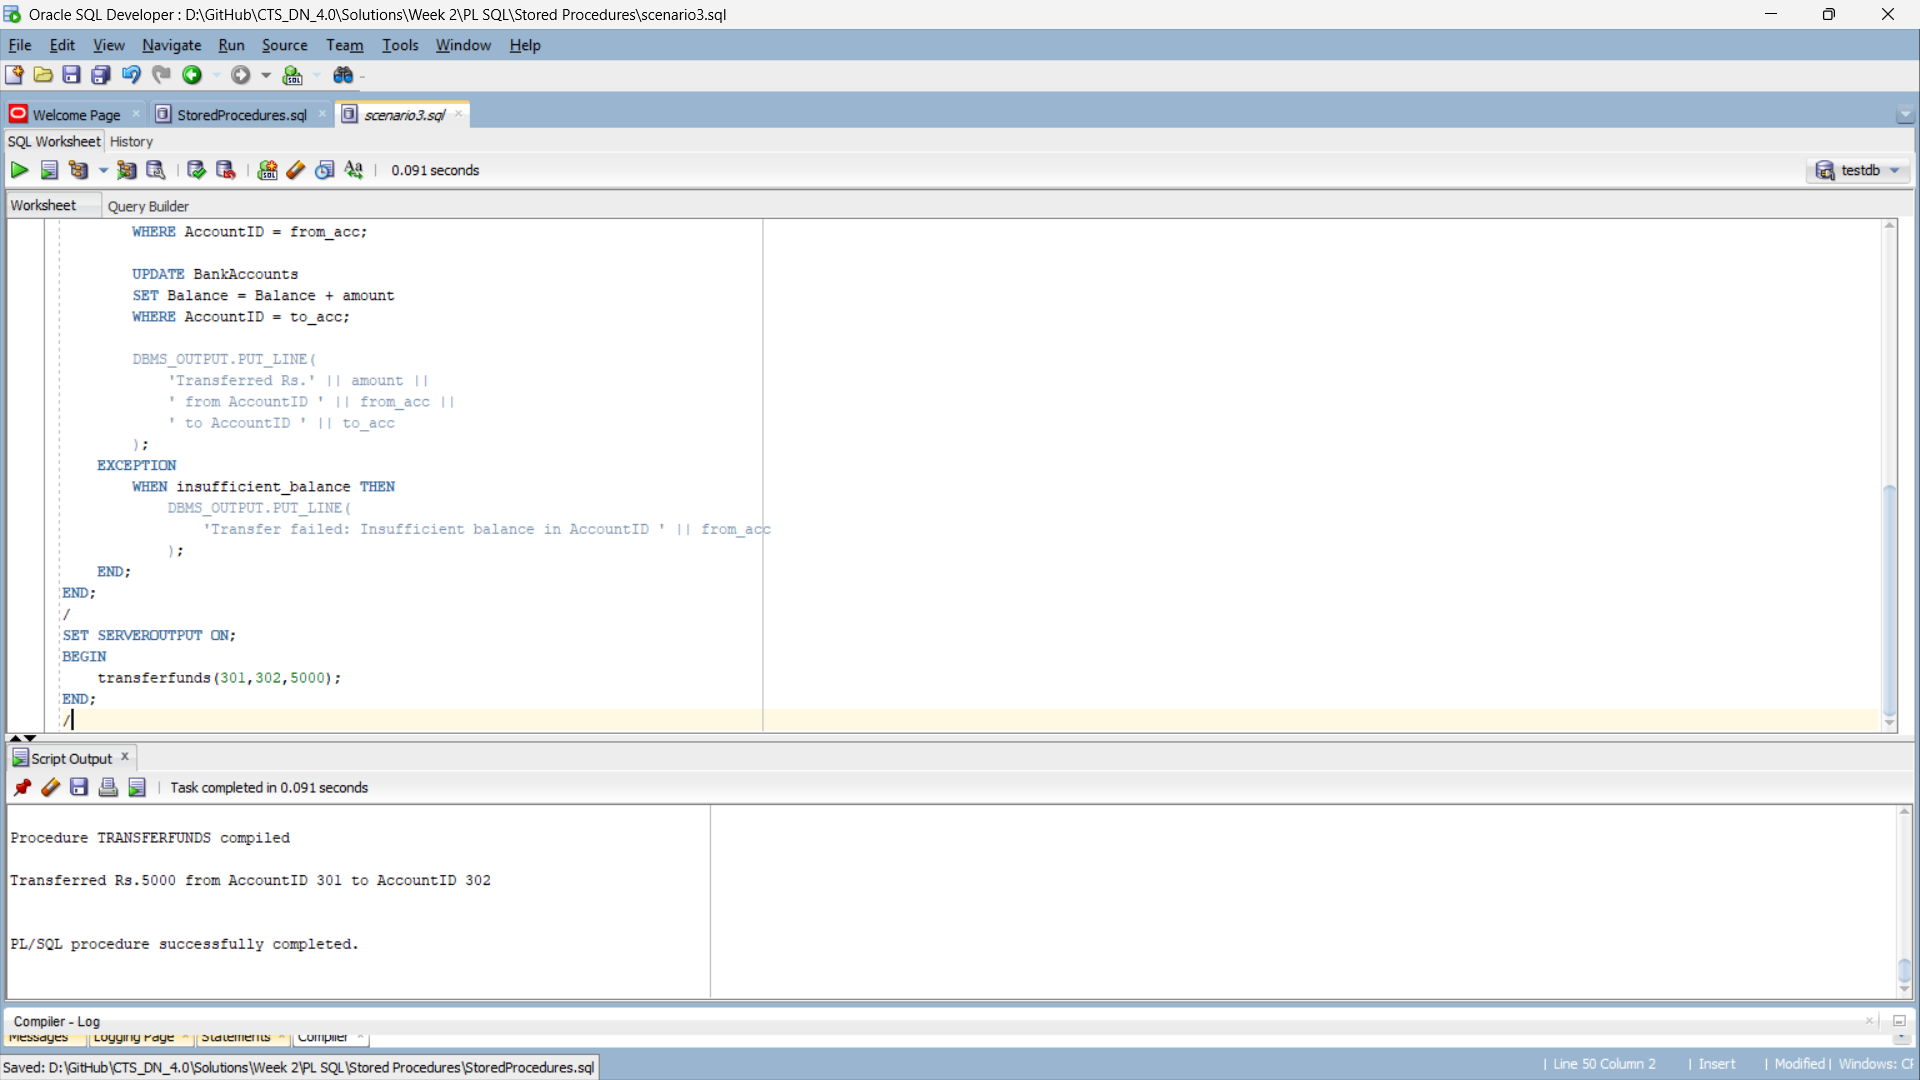 Oracle SQL Developer : D:\GitHub\CTS_DN_4.0\Solutions\Week 2\PL SQL\Stored Procedures\scenario3.sql
File Edit View Navigate Run Source Team Tools Window Help
Welcome Page StoredProcedures.sql scenario3.sql
SQL Worksheet History
0.091 seconds
testdb
Worksheet Query Builder
WHERE AccountID = from_acc;
UPDATE BankAccounts
SET Balance = Balance + amount
WHERE AccountID = to_acc;
DBMS_OUTPUT.PUT_LINE(
'Transferred Rs.' || amount ||
' from AccountID ' || from_acc ||
' to AccountID ' || to_acc
);
EXCEPTION
WHEN insufficient_balance THEN
DBMS_OUTPUT.PUT_LINE(
'Transfer failed: Insufficient balance in AccountID ' || from_acc
);
END;
END;
/
SET SERVEROUTPUT ON;
BEGIN
transferfunds(301,302,5000);
END;
/
Script Output
Task completed in 0.091 seconds
Procedure TRANSFERFUNDS compiled
Transferred Rs.5000 from AccountID 301 to AccountID 302
PL/SQL procedure successfully completed.
Compiler - Log
Messages Logging Page Statements Compiler
Saved: D:\GitHub\CTS_DN_4.0\Solutions\Week 2\PL SQL\Stored Procedures\StoredProcedures.sql
Line 50 Column 2 | Insert | Modified | Windows: CF